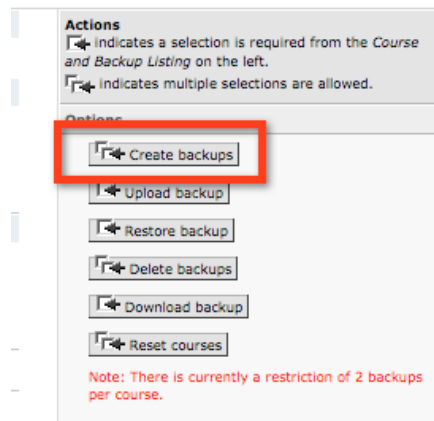 Actions
indicates a selection is required from the Course
and Backup Listing on the left.
indicates multiple selections are allowed.
Options
Create backups
Upload backup
Restore backup
Delete backups
Download backup
Reset courses
Note: There is currently a restriction of 2 backups
per course.